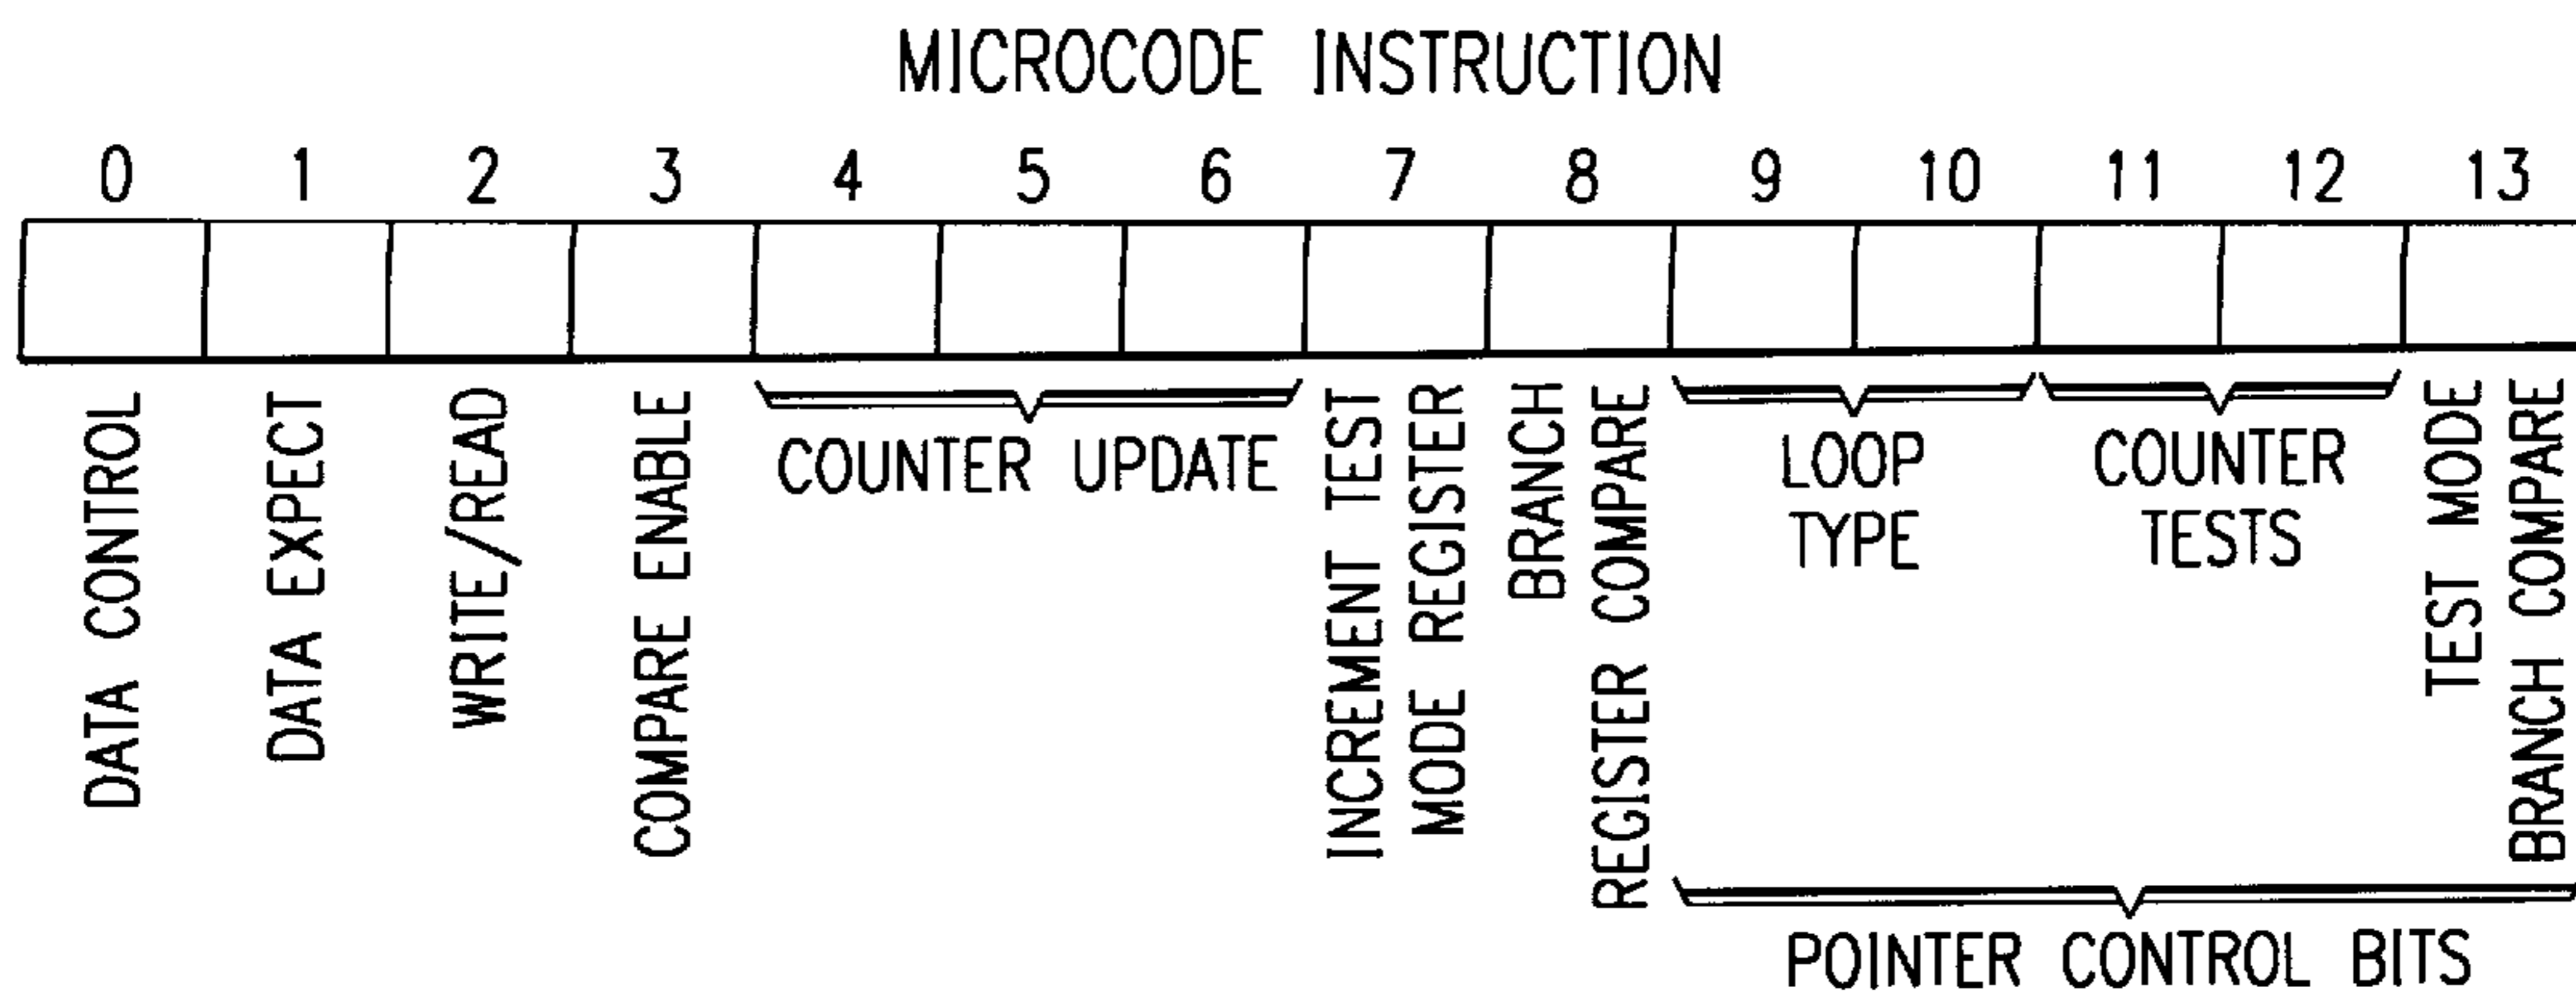 MICROCODE INSTRUCTION
0 1 2 3 4 5 6 7 8 9 10 11 12 13
DATA CONTROL
DATA EXPECT
WRITE/READ
COMPARE ENABLE
COUNTER UPDATE
INCREMENT TEST
MODE REGISTER
BRANCH
REGISTER COMPARE
LOOP
TYPE
COUNTER
TESTS
TEST MODE
BRANCH COMPARE
POINTER CONTROL BITS